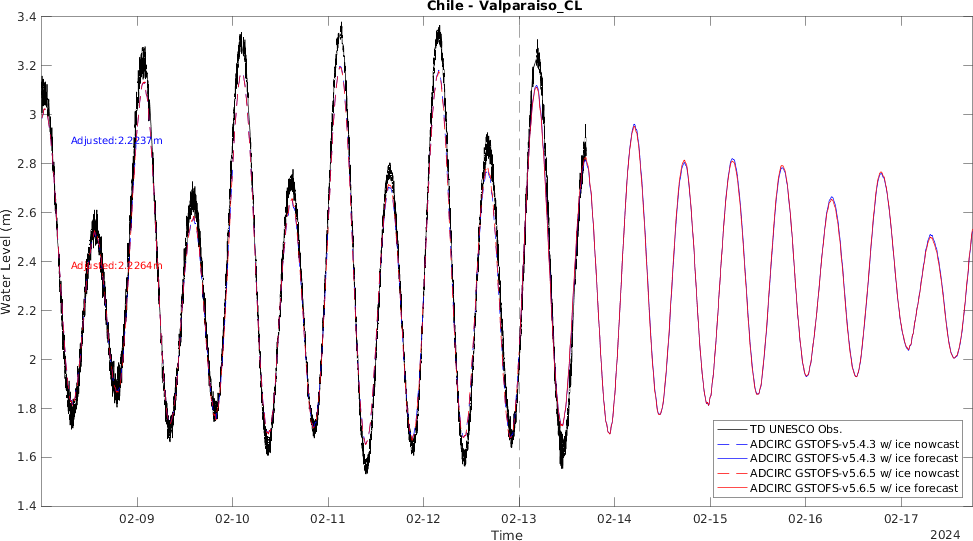 Chile - Valparaiso_CL
3.4
3.2
3
2.8
2.6
2.4
2.2
2
1.8
1.6
1.4
Water Level (m)
Adjusted:2.2237m
Adjusted:2.2264m
TD UNESCO Obs.
ADCIRC GSTOFS-v5.4.3 w/ ice nowcast
ADCIRC GSTOFS-v5.4.3 w/ ice forecast
ADCIRC GSTOFS-v5.6.5 w/ ice nowcast
ADCIRC GSTOFS-v5.6.5 w/ ice forecast
02-09 02-10 02-11 02-12 02-13 02-14 02-15 02-16 02-17
Time
2024